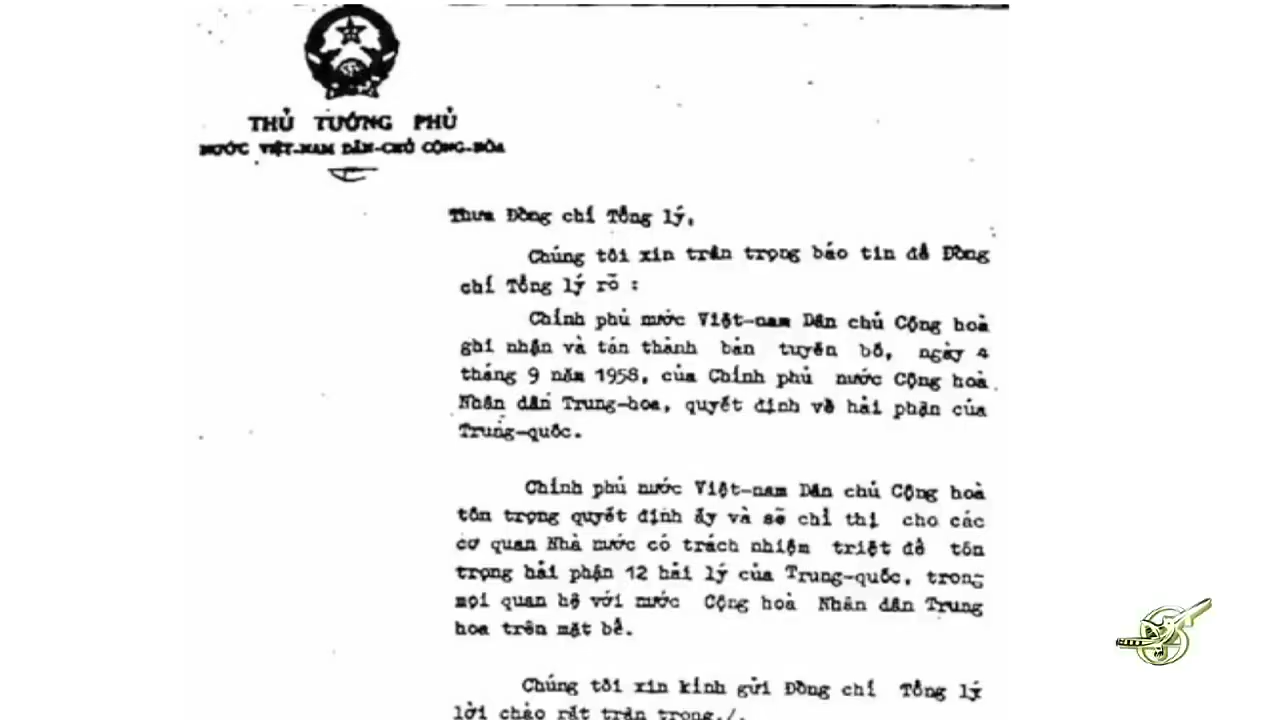 THỦ TƯỚNG PHỦ
NƯỚC VIỆT-NAM DÂN-CHỦ CỘNG-HÒA
Thưa Đồng chí Tổng lý,
Chúng tôi xin trân trọng báo tin để Đồng
chí Tổng lý rõ :
Chính phủ nước Việt-nam Dân chủ Cộng hoà
ghi nhận và tán thành bản tuyên bố, ngày 4
tháng 9 năm 1958, của Chính phủ nước Cộng hoà
Nhân dân Trung-hoa, quyết định về hải phận của
Trung-quốc.
Chính phủ nước Việt-nam Dân chủ Cộng hoà
tôn trọng quyết định ấy và sẽ chỉ thị cho các
cơ quan Nhà nước có trách nhiệm triệt để tôn
trọng hải phận 12 hải lý của Trung-quốc, trong
mọi quan hệ với nước Cộng hoà Nhân dân Trung
hoa trên mặt bể.
Chúng tôi xin kính gửi Đồng chí Tổng lý
lời chào rất trân trọng./.